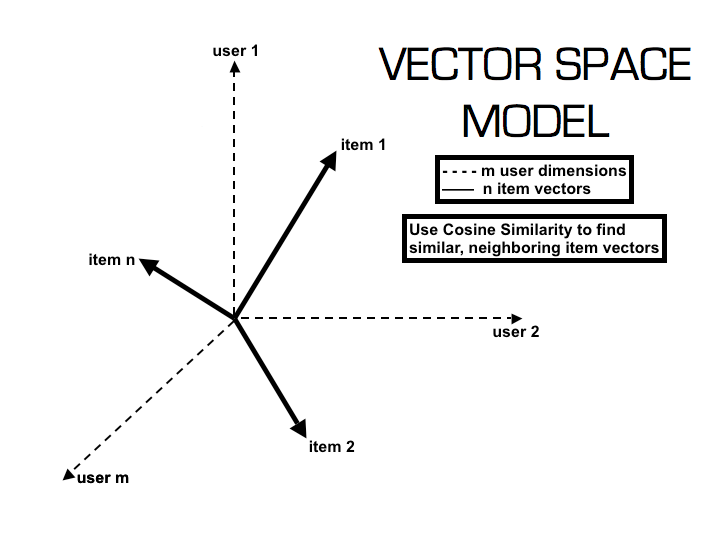 VECTOR SPACE
MODEL
user 1
item 1
- - - - m user dimensions
n item vectors
Use Cosine Similarity to find
similar, neighboring item vectors
item n
user 2
item 2
user m